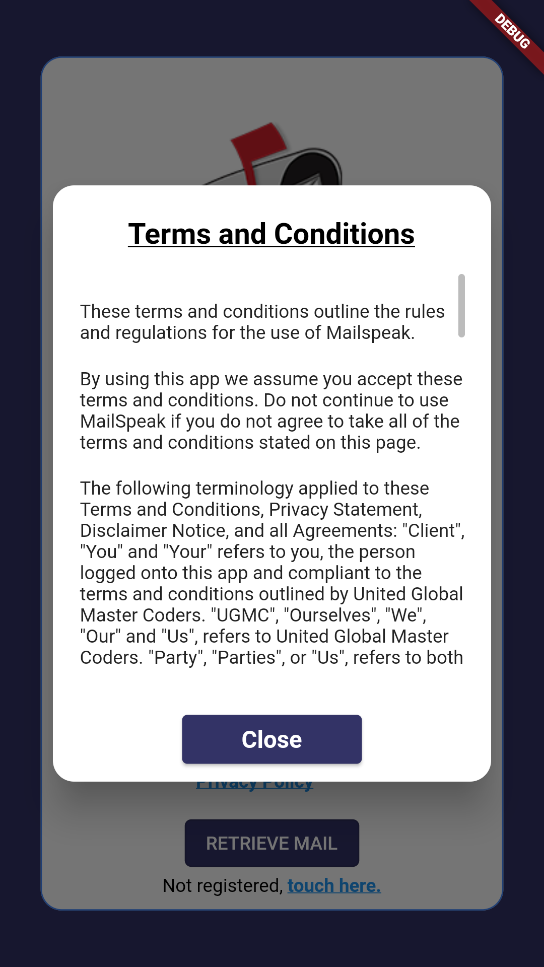 DEBUG
Terms and Conditions
These terms and conditions outline the rules
and regulations for the use of Mailspeak.
By using this app we assume you accept these
terms and conditions. Do not continue to use
MailSpeak if you do not agree to take all of the
terms and conditions stated on this page.
The following terminology applied to these
Terms and Conditions, Privacy Statement,
Disclaimer Notice, and all Agreements: "Client",
"You" and "Your" refers to you, the person
logged onto this app and compliant to the
terms and conditions outlined by United Global
Master Coders. "UGMC", "Ourselves", "We",
"Our" and "Us", refers to United Global Master
Coders. "Party", "Parties", or "Us", refers to both
Close
Privacy Policy
RETRIEVE MAIL
Not registered, touch here.